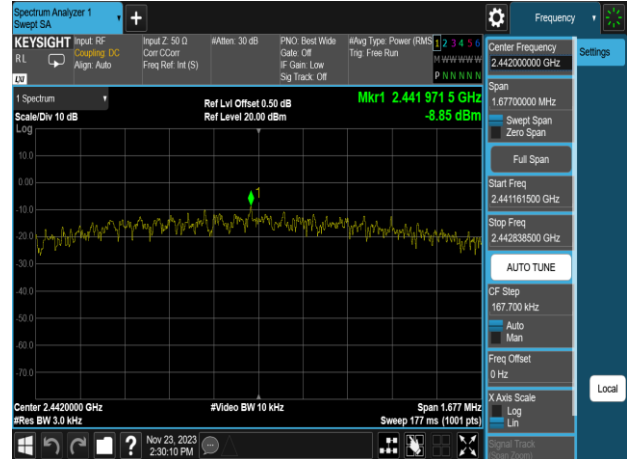 Spectrum Analyzer 1
Swept SA
+
Frequency
KEYSIGHT
RL
LXI
Input: RF
Coupling: DC
Align: Auto
Input Z: 50 Ω
Corr CCorr
Freq Ref: Int (S)
#Atten: 30 dB
PNO: Best Wide
Gate: Off
IF Gain: Low
Sig Track: Off
#Avg Type: Power (RMS
Trig: Free Run
1 2 3 4 5 6
M W W W W W
P N N N N N
1 Spectrum
Scale/Div 10 dB
Log
Ref Lvl Offset 0.50 dB
Ref Level 20.00 dBm
Mkr1 2.441 971 5 GHz
-8.85 dBm
10.0
0.00
-10.0
-20.0
-30.0
-40.0
-50.0
-60.0
-70.0
1
Center 2.4420000 GHz
#Res BW 3.0 kHz
#Video BW 10 kHz
Span 1.677 MHz
Sweep 177 ms (1001 pts)
Nov 23, 2023
2:30:10 PM
?
Center Frequency
2.442000000 GHz
Span
1.67700000 MHz
Swept Span
Zero Span
Full Span
Start Freq
2.441161500 GHz
Stop Freq
2.442838500 GHz
AUTO TUNE
CF Step
167.700 kHz
Auto
Man
Freq Offset
0 Hz
X Axis Scale
Log
Lin
Signal Track
(Span Zoom)
Settings
Local